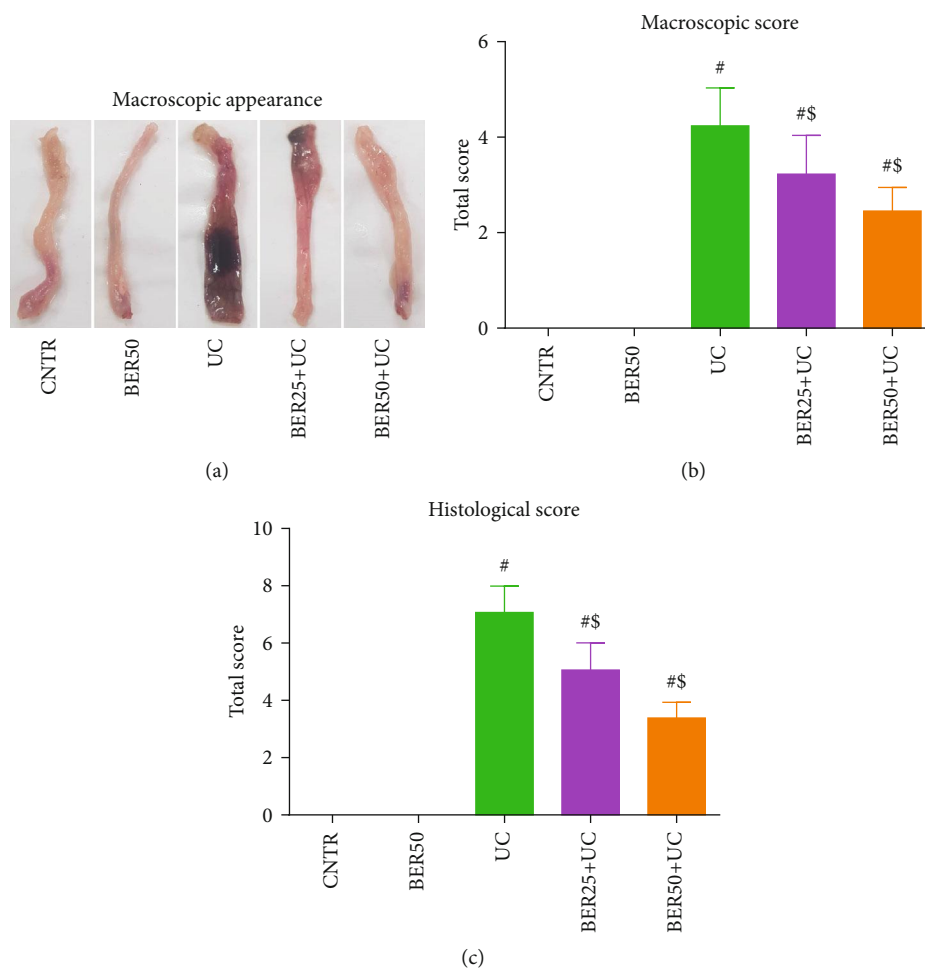 Macroscopic appearance
CNTR
BER50
UC
BER25+UC
BER50+UC
(a)
Macroscopic score
Total score
6
4
2
0
#
#$
#$
CNTR
BER50
UC
BER25+UC
BER50+UC
(b)
Histological score
Total score
10
8
6
4
2
0
#
#$
#$
CNTR
BER50
UC
BER25+UC
BER50+UC
(c)